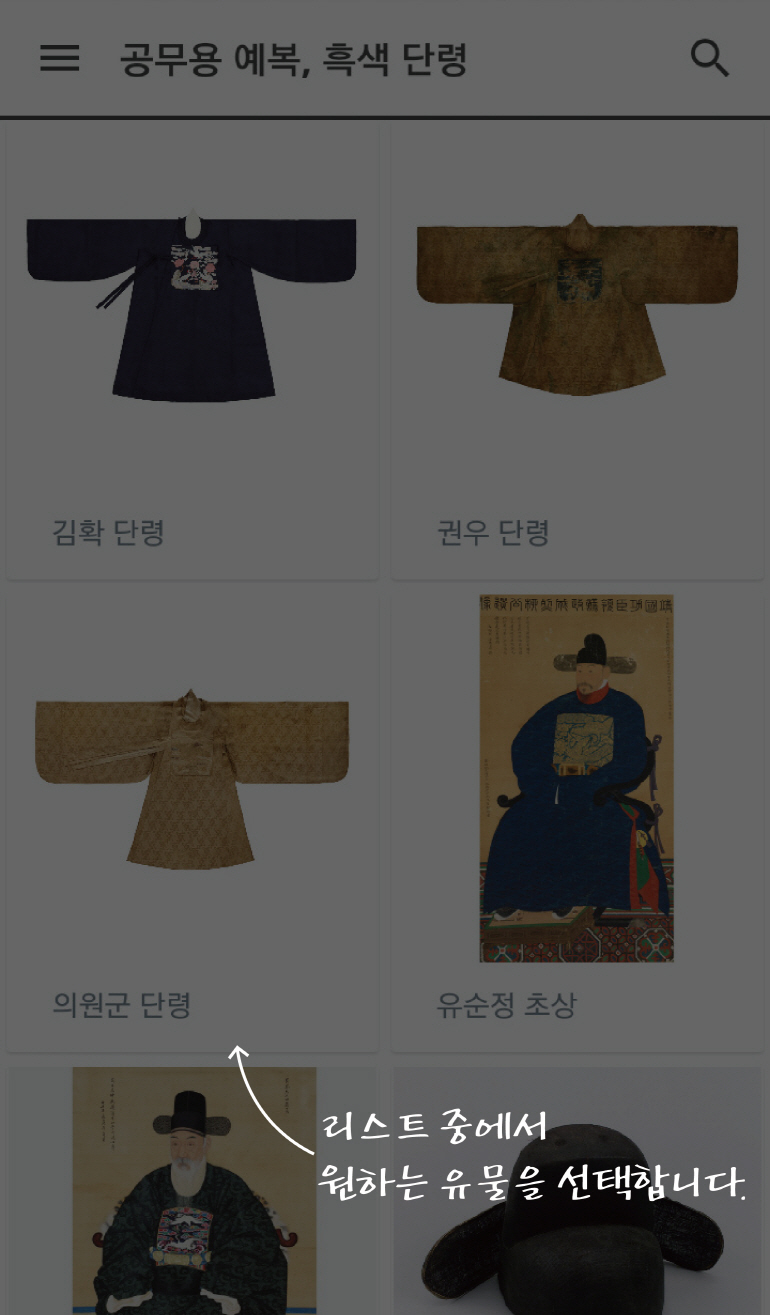 공무용 예복, 흑색 단령
김확 단령
권우 단령
의원군 단령
유순정 초상
리스트 중에서
원하는 유물을 선택합니다.